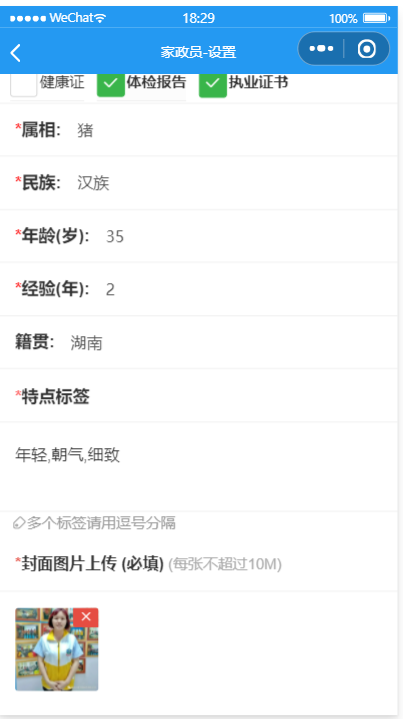 WeChat 18:29 100%
家政员-设置
健康证 体检报告 执业证书
*属相： 猪
*民族： 汉族
*年龄(岁)： 35
*经验(年)： 2
籍贯： 湖南
*特点标签
年轻,朝气,细致
多个标签请用逗号分隔
*封面图片上传 (必填) (每张不超过10M)